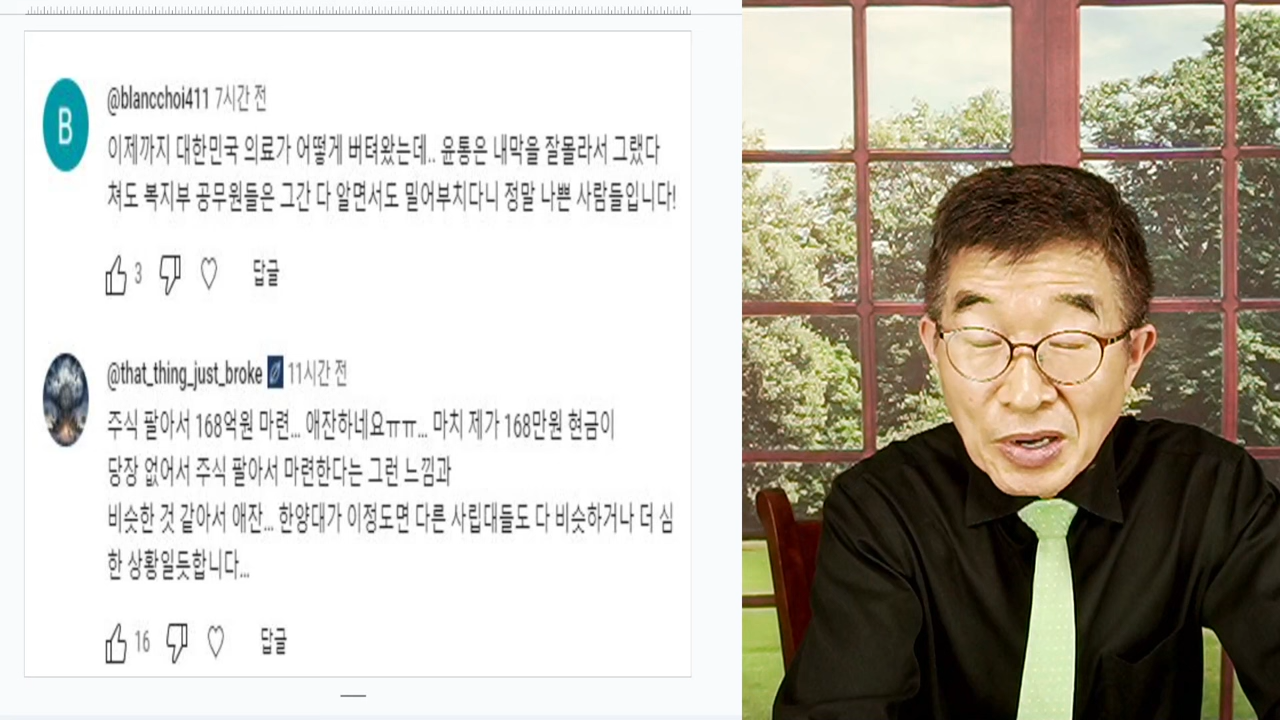 @blancchoi411 7시간 전
이제까지 대한민국 의료가 어떻게 버텨왔는데.. 윤통은 내막을 잘몰라서 그랬다
쳐도 복지부 공무원들은 그간 다 알면서도 밀어부치다니 정말 나쁜 사람들입니다!
3 답글
@that_thing_just_broke 11시간 전
주식 팔아서 168억원 마련... 애잔하네요ㅠㅠ... 마치 제가 168만원 현금이
당장 없어서 주식 팔아서 마련한다는 그런 느낌과
비슷한 것 같아서 애잔... 한양대가 이정도면 다른 사립대들도 다 비슷하거나 더 심
한 상황일듯합니다...
16 답글
B